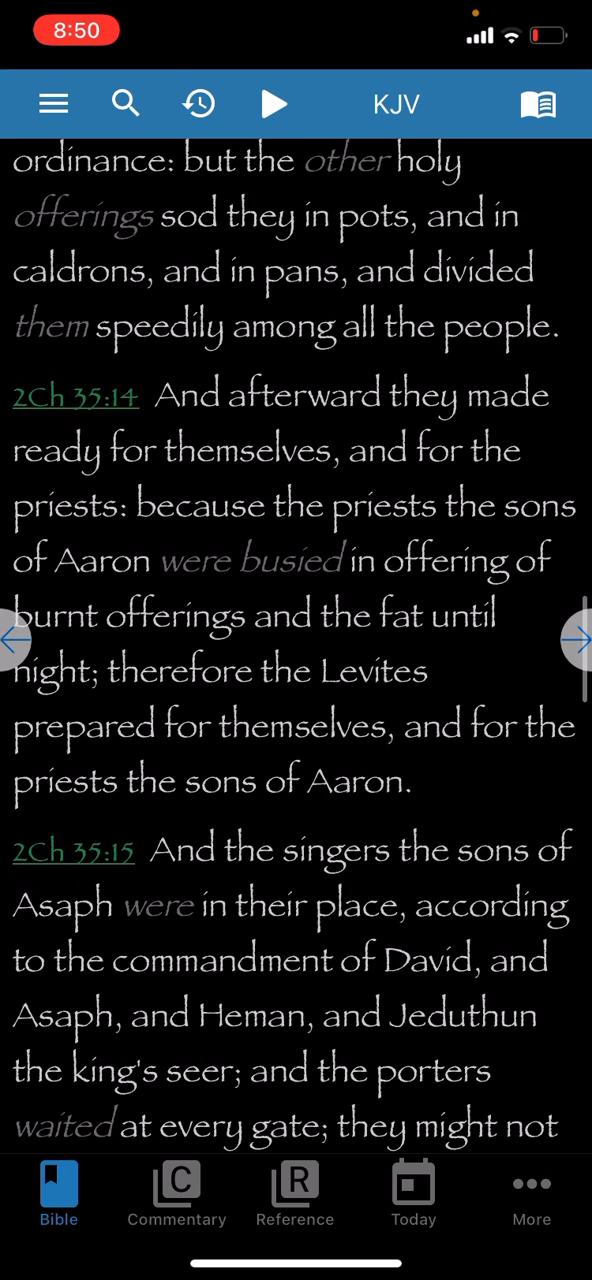 8:50
KJV
ordinance: but the other holy
offerings sod they in pots, and in
caldrons, and in pans, and divided
them speedily among all the people.
2Ch 35:14 And afterward they made
ready for themselves, and for the
priests: because the priests the sons
of Aaron were busied in offering of
burnt offerings and the fat until
night; therefore the Levites
prepared for themselves, and for the
priests the sons of Aaron.
2Ch 35:15 And the singers the sons of
Asaph were in their place, according
to the commandment of David, and
Asaph, and Heman, and Jeduthun
the king's seer; and the porters
waited at every gate; they might not
C R
Bible Commentary Reference Today More